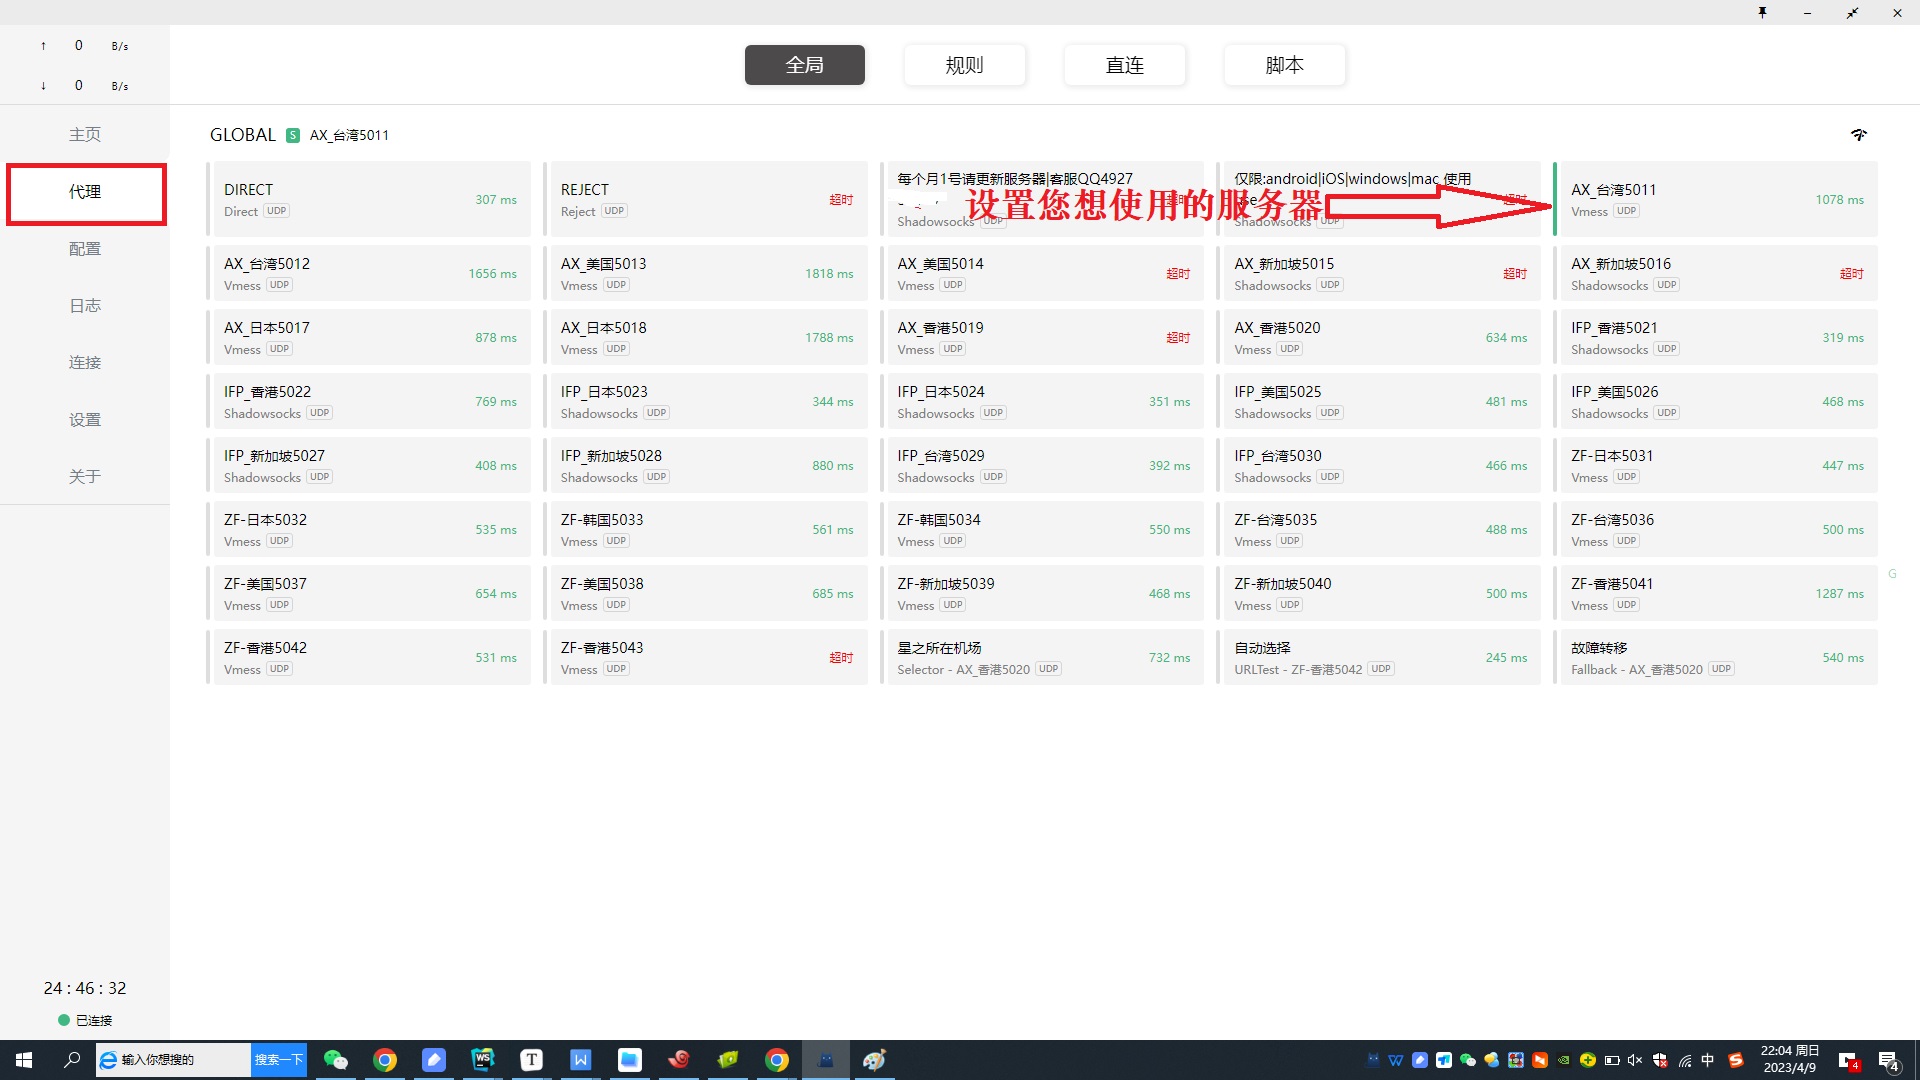 ↑ 0 B/s
↓ 0 B/s
主页
代理
配置
日志
连接
设置
关于
24 : 46 : 32
已连接
全局 规则 直连 脚本
GLOBAL S AX_台湾5011
DIRECT 307 ms
Direct UDP
REJECT 超时
Reject UDP
每个月1号请更新服务器|客服QQ4927
Shadowsocks UDP
仅限:android|iOS|windows|mac 使用
超时
Shadowsocks UDP
设置您想使用的服务器
AX_台湾5011 1078 ms
Vmess UDP
AX_台湾5012 1656 ms
Vmess UDP
AX_美国5013 1818 ms
Vmess UDP
AX_美国5014 超时
Vmess UDP
AX_新加坡5015 超时
Shadowsocks UDP
AX_新加坡5016 超时
Shadowsocks UDP
AX_日本5017 878 ms
Vmess UDP
AX_日本5018 1788 ms
Vmess UDP
AX_香港5019 超时
Vmess UDP
AX_香港5020 634 ms
Vmess UDP
IFP_香港5021 319 ms
Shadowsocks UDP
IFP_香港5022 769 ms
Shadowsocks UDP
IFP_日本5023 344 ms
Shadowsocks UDP
IFP_日本5024 351 ms
Shadowsocks UDP
IFP_美国5025 481 ms
Shadowsocks UDP
IFP_美国5026 468 ms
Shadowsocks UDP
IFP_新加坡5027 408 ms
Shadowsocks UDP
IFP_新加坡5028 880 ms
Shadowsocks UDP
IFP_台湾5029 392 ms
Shadowsocks UDP
IFP_台湾5030 466 ms
Shadowsocks UDP
ZF-日本5031 447 ms
Vmess UDP
ZF-日本5032 535 ms
Vmess UDP
ZF-韩国5033 561 ms
Vmess UDP
ZF-韩国5034 550 ms
Vmess UDP
ZF-台湾5035 488 ms
Vmess UDP
ZF-台湾5036 500 ms
Vmess UDP
ZF-美国5037 654 ms
Vmess UDP
ZF-美国5038 685 ms
Vmess UDP
ZF-新加坡5039 468 ms
Vmess UDP
ZF-新加坡5040 500 ms
Vmess UDP
ZF-香港5041 1287 ms
Vmess UDP
G
ZF-香港5042 531 ms
Vmess UDP
ZF-香港5043 超时
Vmess UDP
星之所在机场 732 ms
Selector - AX_香港5020 UDP
自动选择 245 ms
URLTest - ZF-香港5042 UDP
故障转移 540 ms
Fallback - AX_香港5020 UDP
输入你想搜的 搜索一下
WS T W
中
22:04 周日
2023/4/9
4
4